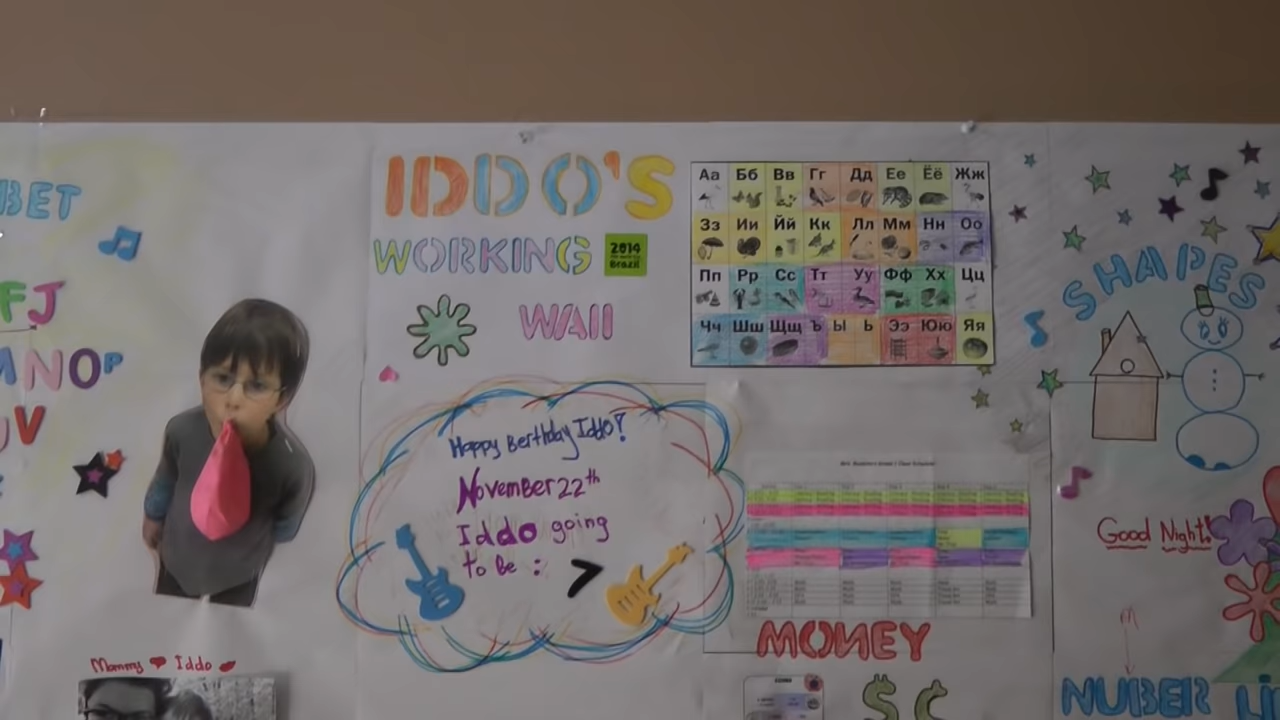 BET
FJ
MNOP
UV
Mommy Iddo
IDDO'S
WORKING
2014
Brazil
WAll
Happy Berthday Iddo!
November 22th
Iddo going
to be : >
Аа Бб Вв Гг Дд Ее Ёё Жж
Зз Ии Йй Кк Лл Мм Нн Оо
Пп Рр Сс Тт Уу Фф Хх Цц
Чч Шш Щщ Ъ Ы Ь Ээ Юю Яя
MONEY
$ ¢
SHAPES
Good Night!
NUBER Li